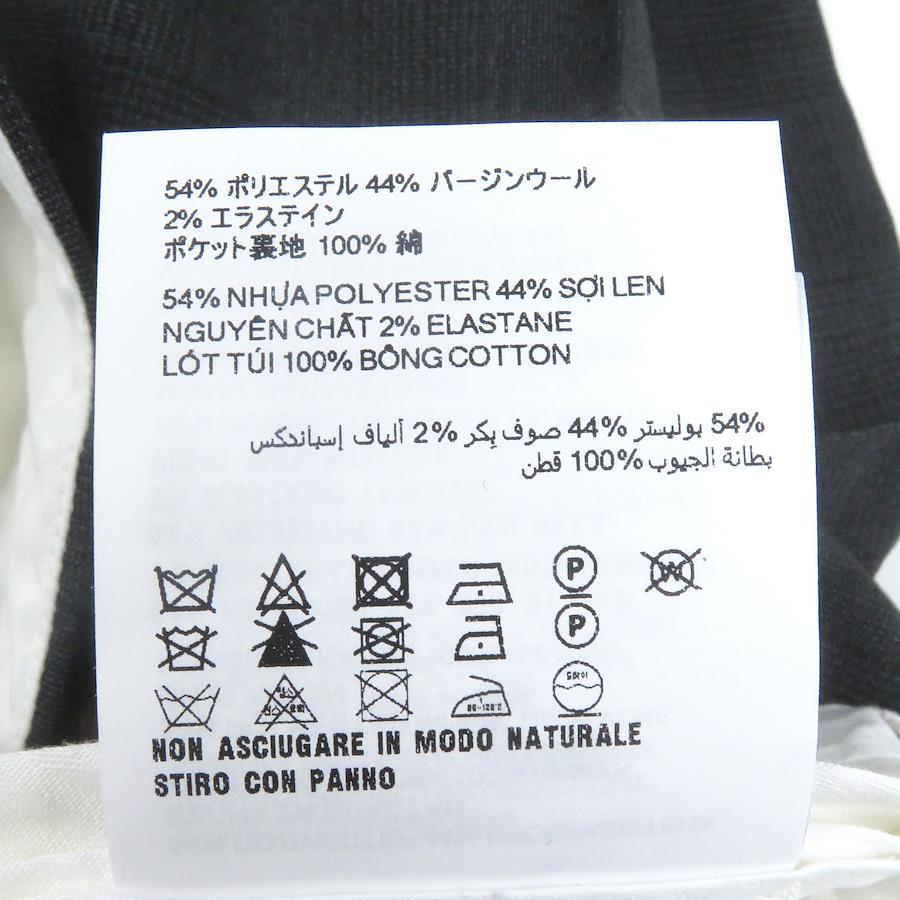 54% ポリエステル 44% バージンウール
2% エラステイン
ポケット裏地 100% 綿
54% NHỰA POLYESTER 44% SỢI LEN
NGUYÊN CHẤT 2% ELASTANE
LÓT TÚI 100% BÔNG COTTON
54% بوليستر 44% صوف بكر 2% ألياف إسباندكس
بطانة الجيوب 100% قطن
P
W
P
80-120℃
NON ASCIUGARE IN MODO NATURALE
STIRO CON PANNO